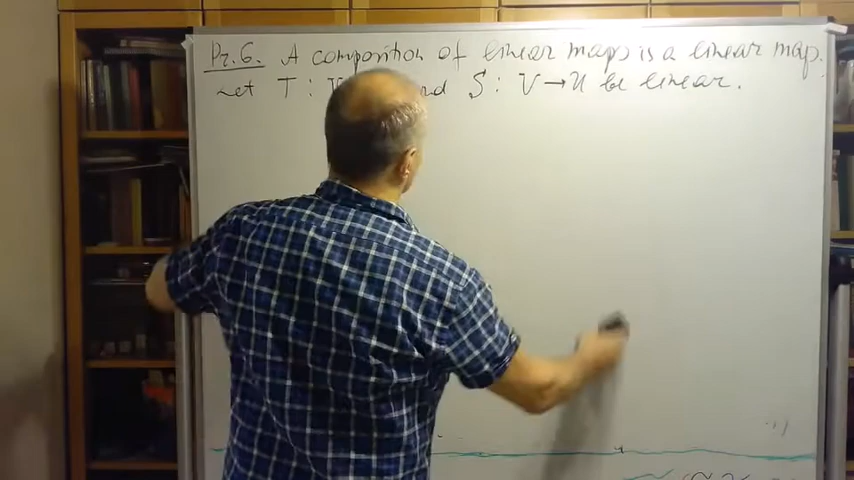 Pr. 6. A composition of linear maps is a linear map.
Let T : and S : V → U be linear.